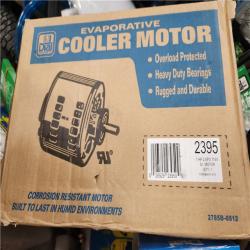 EVAPORATIVE
COOLER MOTOR
• Overload Protected
• Heavy Duty Bearings
• Rugged and Durable
2395
CORROSION RESISTANT MOTOR
BUILT TO LAST IN HUMID ENVIRONMENTS